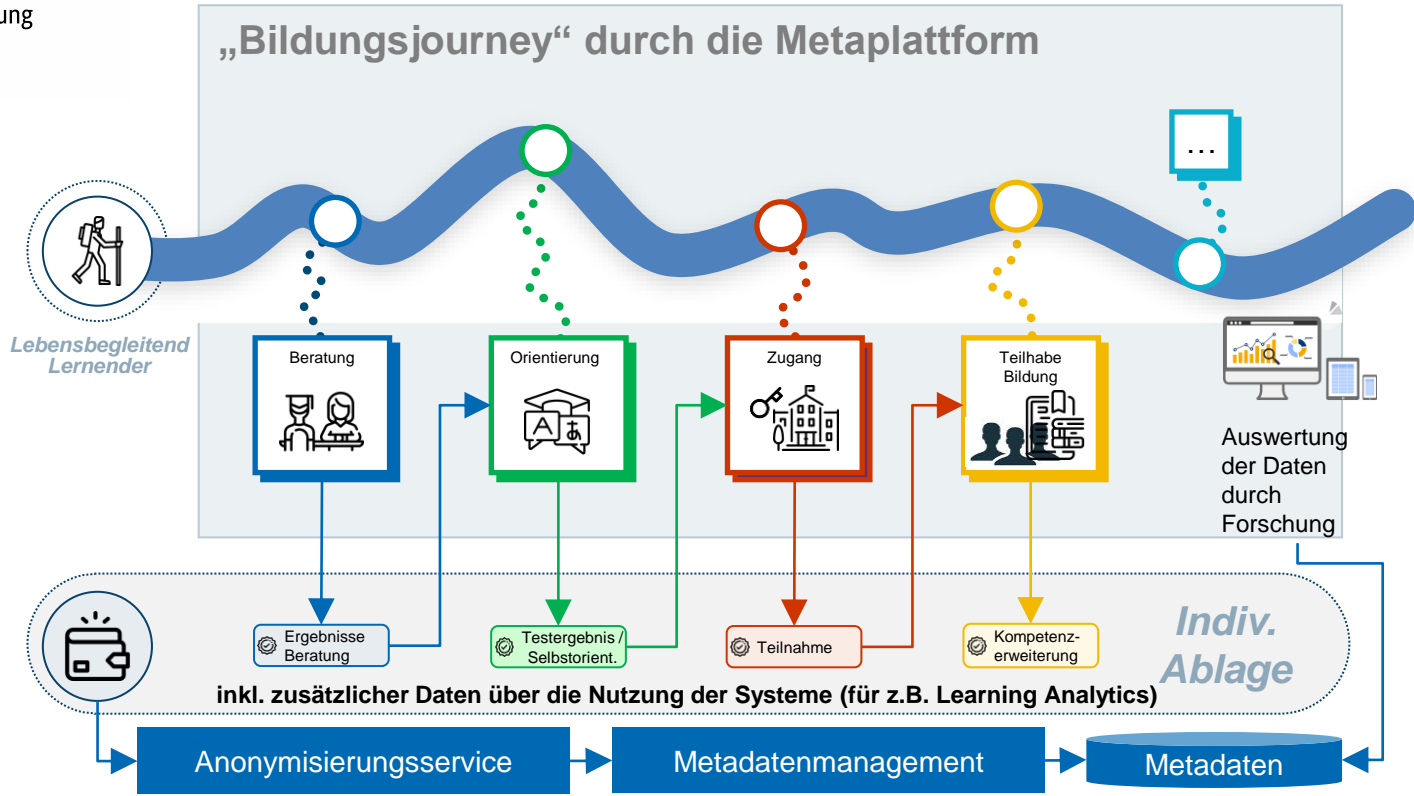 ung
„Bildungsjourney“ durch die Metaplattform
...
Lebensbegleitend
Lernender
Beratung
Orientierung
A あ
Zugang
Teilhabe
Bildung
Auswertung
der Daten
durch
Forschung
Ergebnisse
Beratung
Testergebnis /
Selbstorient.
Teilnahme
Kompetenz-
erweiterung
Indiv.
Ablage
inkl. zusätzlicher Daten über die Nutzung der Systeme (für z.B. Learning Analytics)
Anonymisierungsservice
Metadatenmanagement
Metadaten